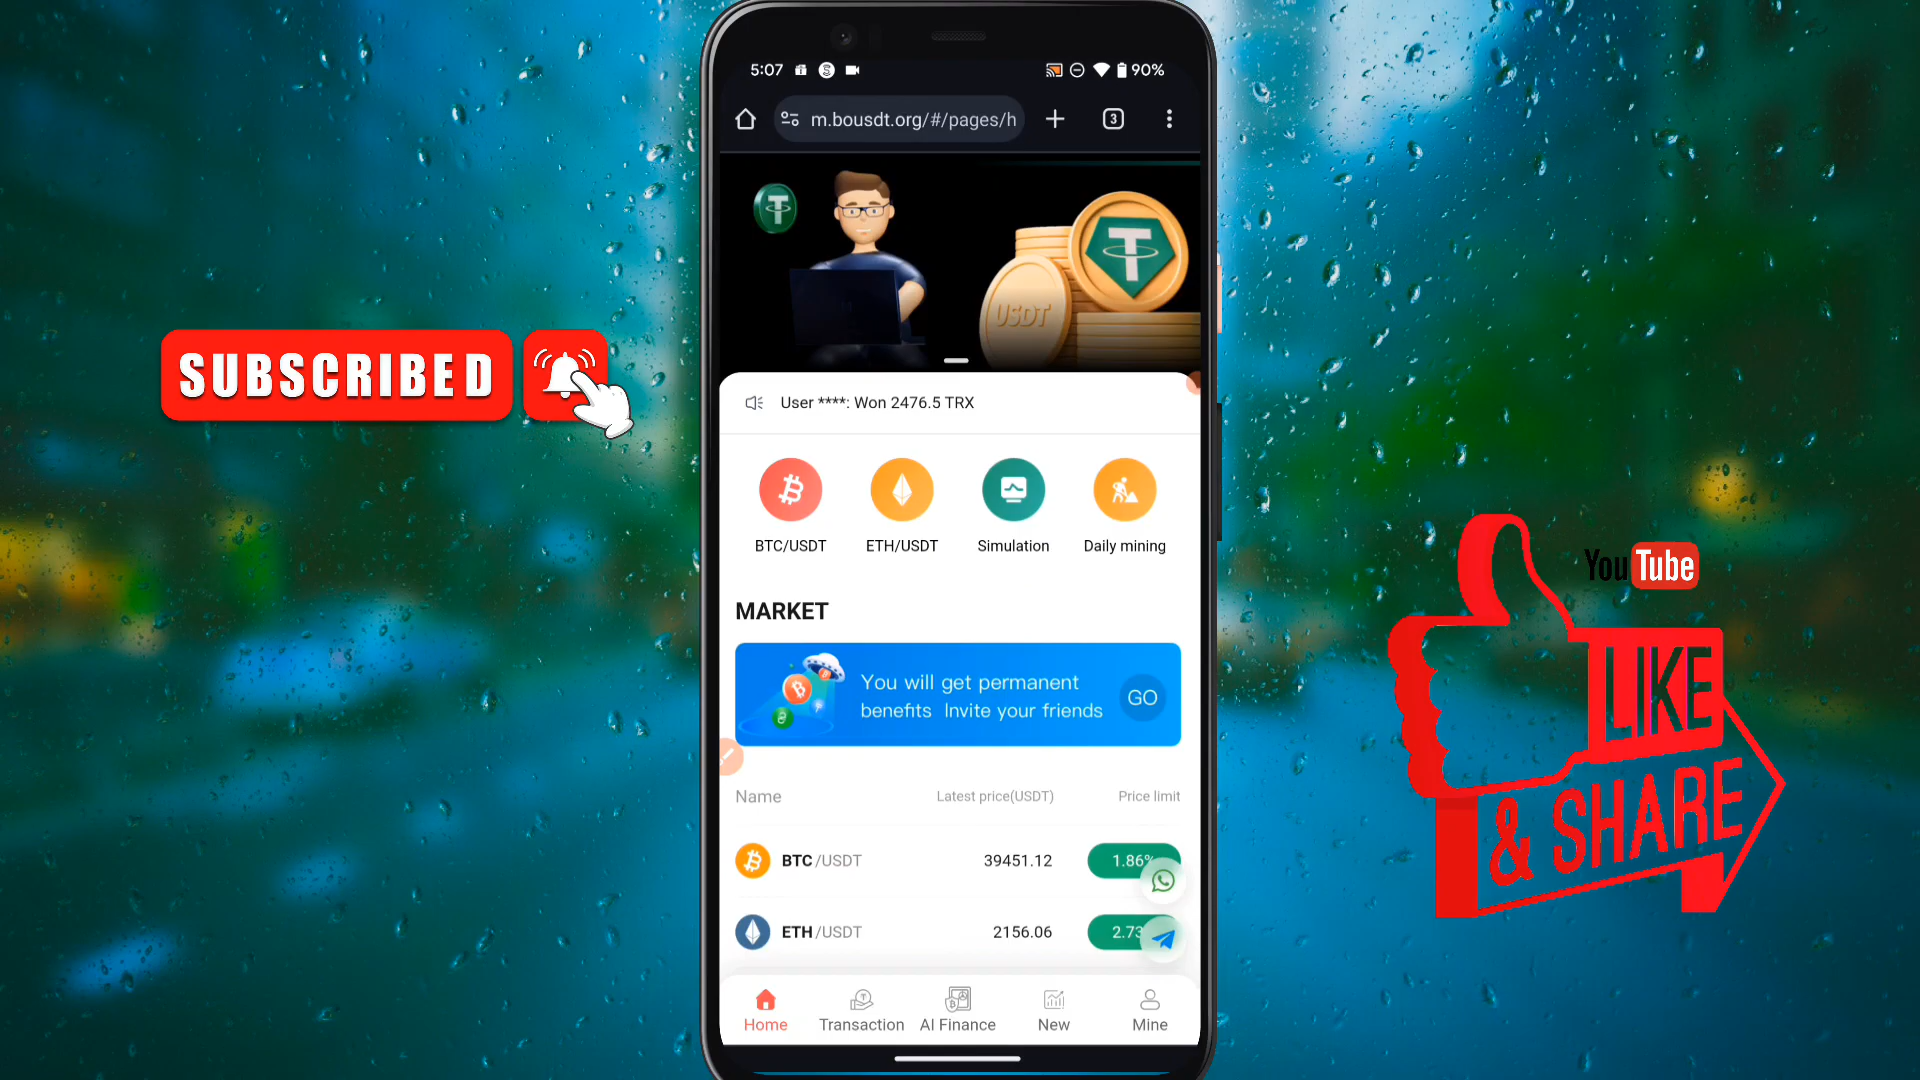 5:07
90%
m.bousdt.org/#/pages/h
3
USDT
SUBSCRIBED
User ****: Won 2476.5 TRX
BTC/USDT
ETH/USDT
Simulation
Daily mining
MARKET
You will get permanent
benefits Invite your friends
GO
Name
Latest price(USDT)
Price limit
BTC/USDT
39451.12
1.86%
ETH/USDT
2156.06
2.73
Home
Transaction
AI Finance
New
Mine
YouTube
LIKE
& SHARE